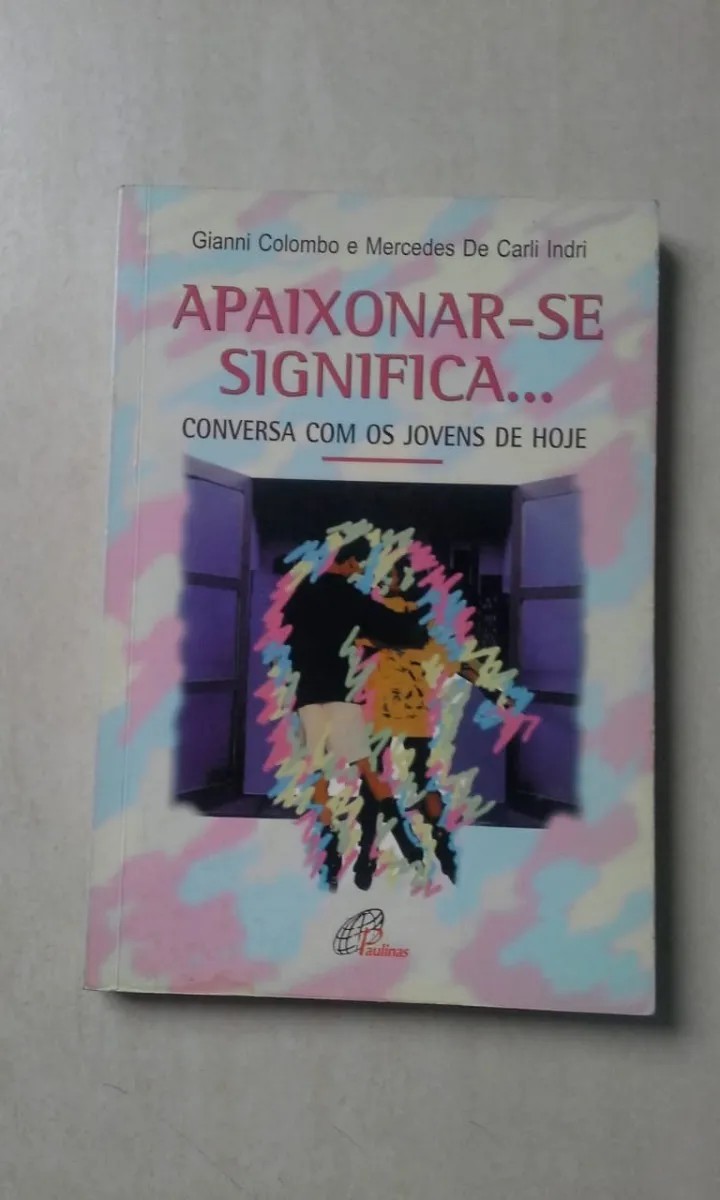 Gianni Colombo e Mercedes De Carli Indri
APAIXONAR-SE
SIGNIFICA...
CONVERSA COM OS JOVENS DE HOJE
Paulinas